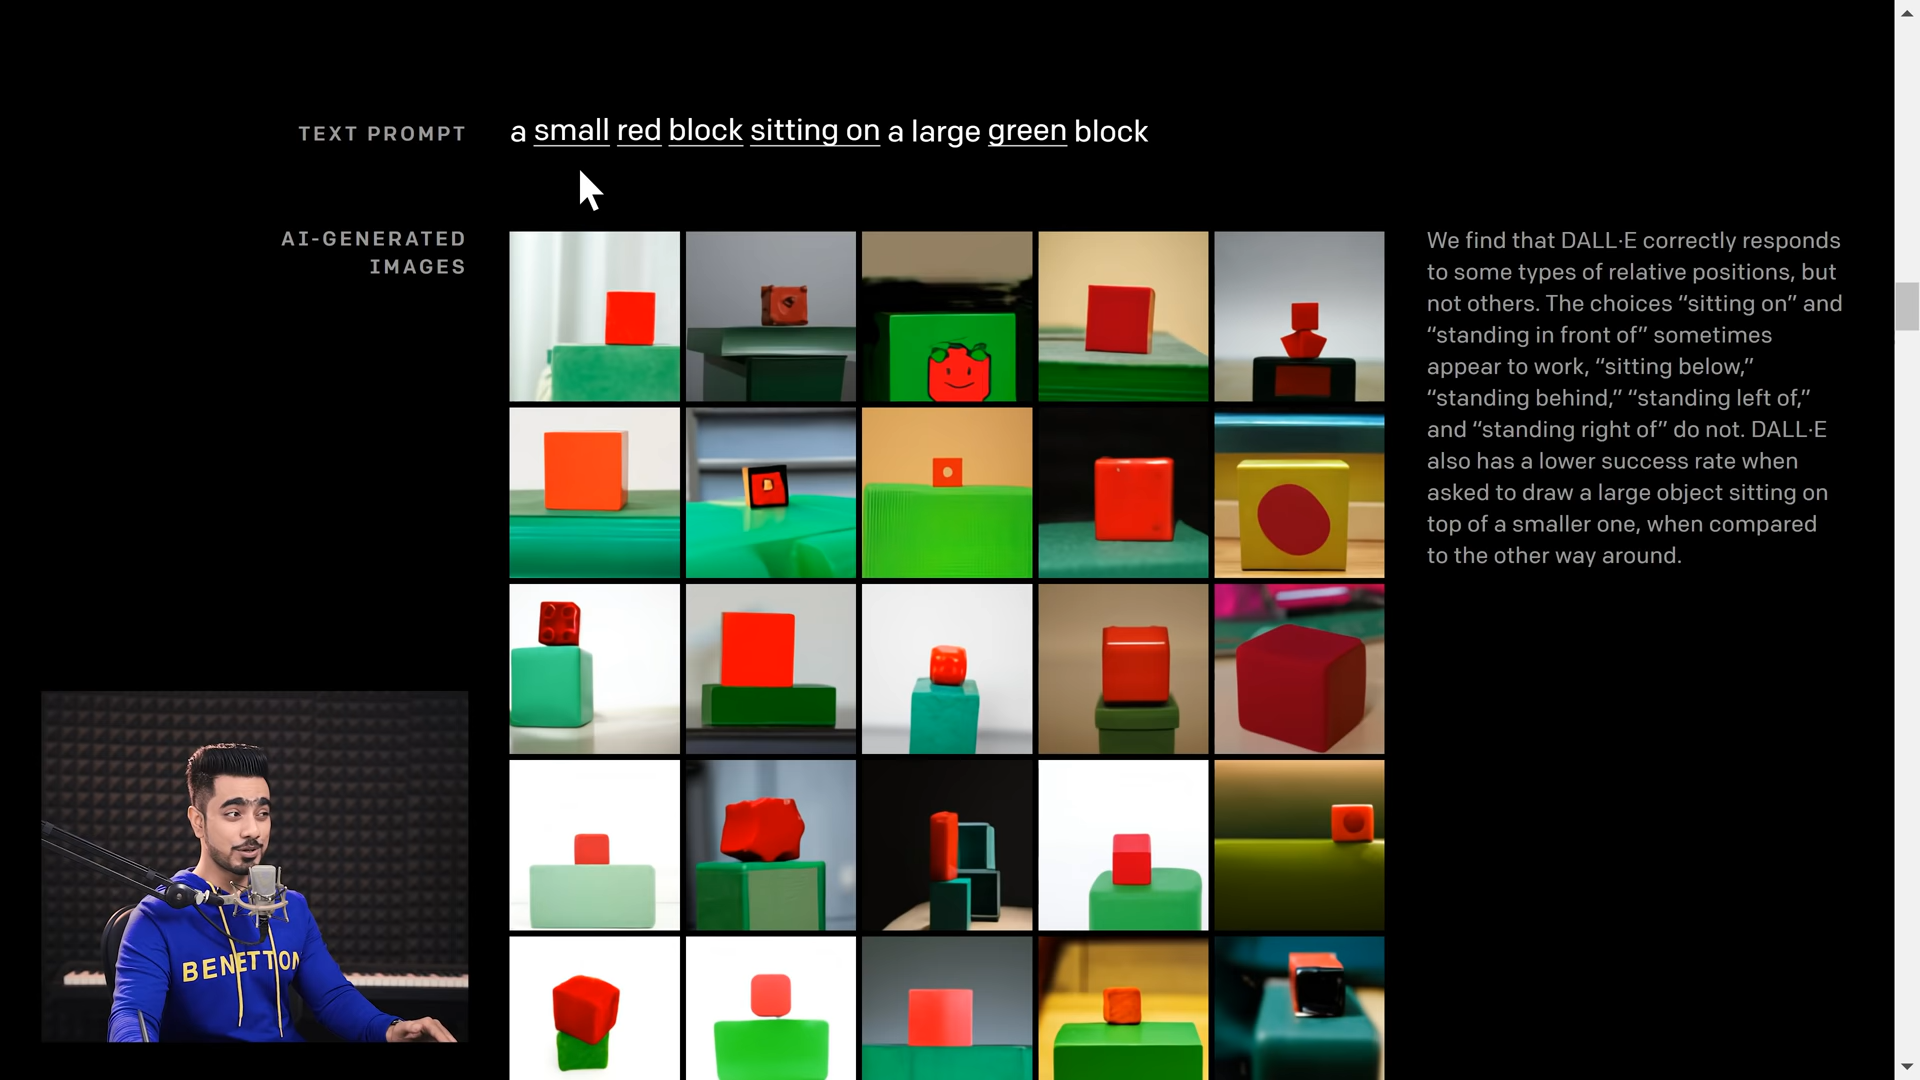 TEXT PROMPT
a small red block sitting on a large green block
AI-GENERATED
IMAGES
We find that DALL·E correctly responds
to some types of relative positions, but
not others. The choices “sitting on” and
“standing in front of” sometimes
appear to work, “sitting below,”
“standing behind,” “standing left of,”
and “standing right of” do not. DALL·E
also has a lower success rate when
asked to draw a large object sitting on
top of a smaller one, when compared
to the other way around.
BENETTON